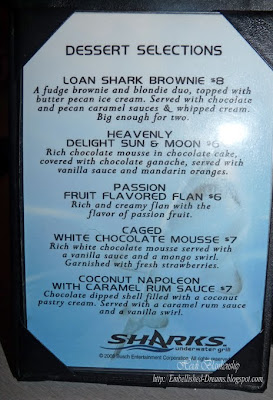 DESSERT SELECTIONS
LOAN SHARK BROWNIE $8
A fudge brownie and blondie duo, topped with
butter pecan ice cream. Served with chocolate
and pecan caramel sauces & whipped cream.
Big enough for two.
HEAVENLY
DELIGHT SUN & MOON $6
Rich chocolate mousse in chocolate cake,
covered with chocolate ganache, served with
vanilla sauce and mandarin oranges.
PASSION
FRUIT FLAVORED FLAN $6
Rich and creamy flan with the
flavor of passion fruit.
CAGED
WHITE CHOCOLATE MOUSSE $7
Rich white chocolate mousse served with
a vanilla sauce and a mango swirl.
Garnished with fresh strawberries.
COCONUT NAPOLEON
WITH CARAMEL RUM SAUCE $7
Chocolate dipped shell filled with a coconut
pastry cream. Served with a caramel rum sauce
and a vanilla swirl.
SHARKS
underwater grill
Entertainment Corporation. All rights reserved.
http://Embellished-Dreams.blogspot.com